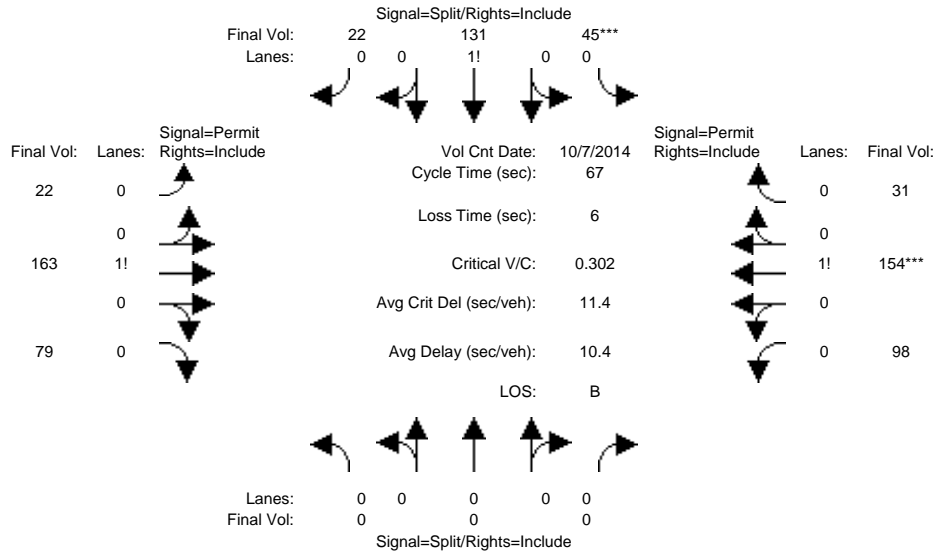 Signal=Split/Rights=Include
Final Vol: 22 131 45***
Lanes: 0 0 1! 0 0
Signal=Permit
Final Vol: Lanes: Rights=Include
Vol Cnt Date: 10/7/2014
Signal=Permit
Rights=Include Lanes: Final Vol:
Cycle Time (sec): 67
22 0
0 31
Loss Time (sec): 6
0
0
163 1!
Critical V/C: 0.302
1! 154***
0
Avg Crit Del (sec/veh): 11.4
0
79 0
Avg Delay (sec/veh): 10.4
0 98
LOS: B
Lanes: 0 0 0 0 0
Final Vol: 0 0 0
Signal=Split/Rights=Include